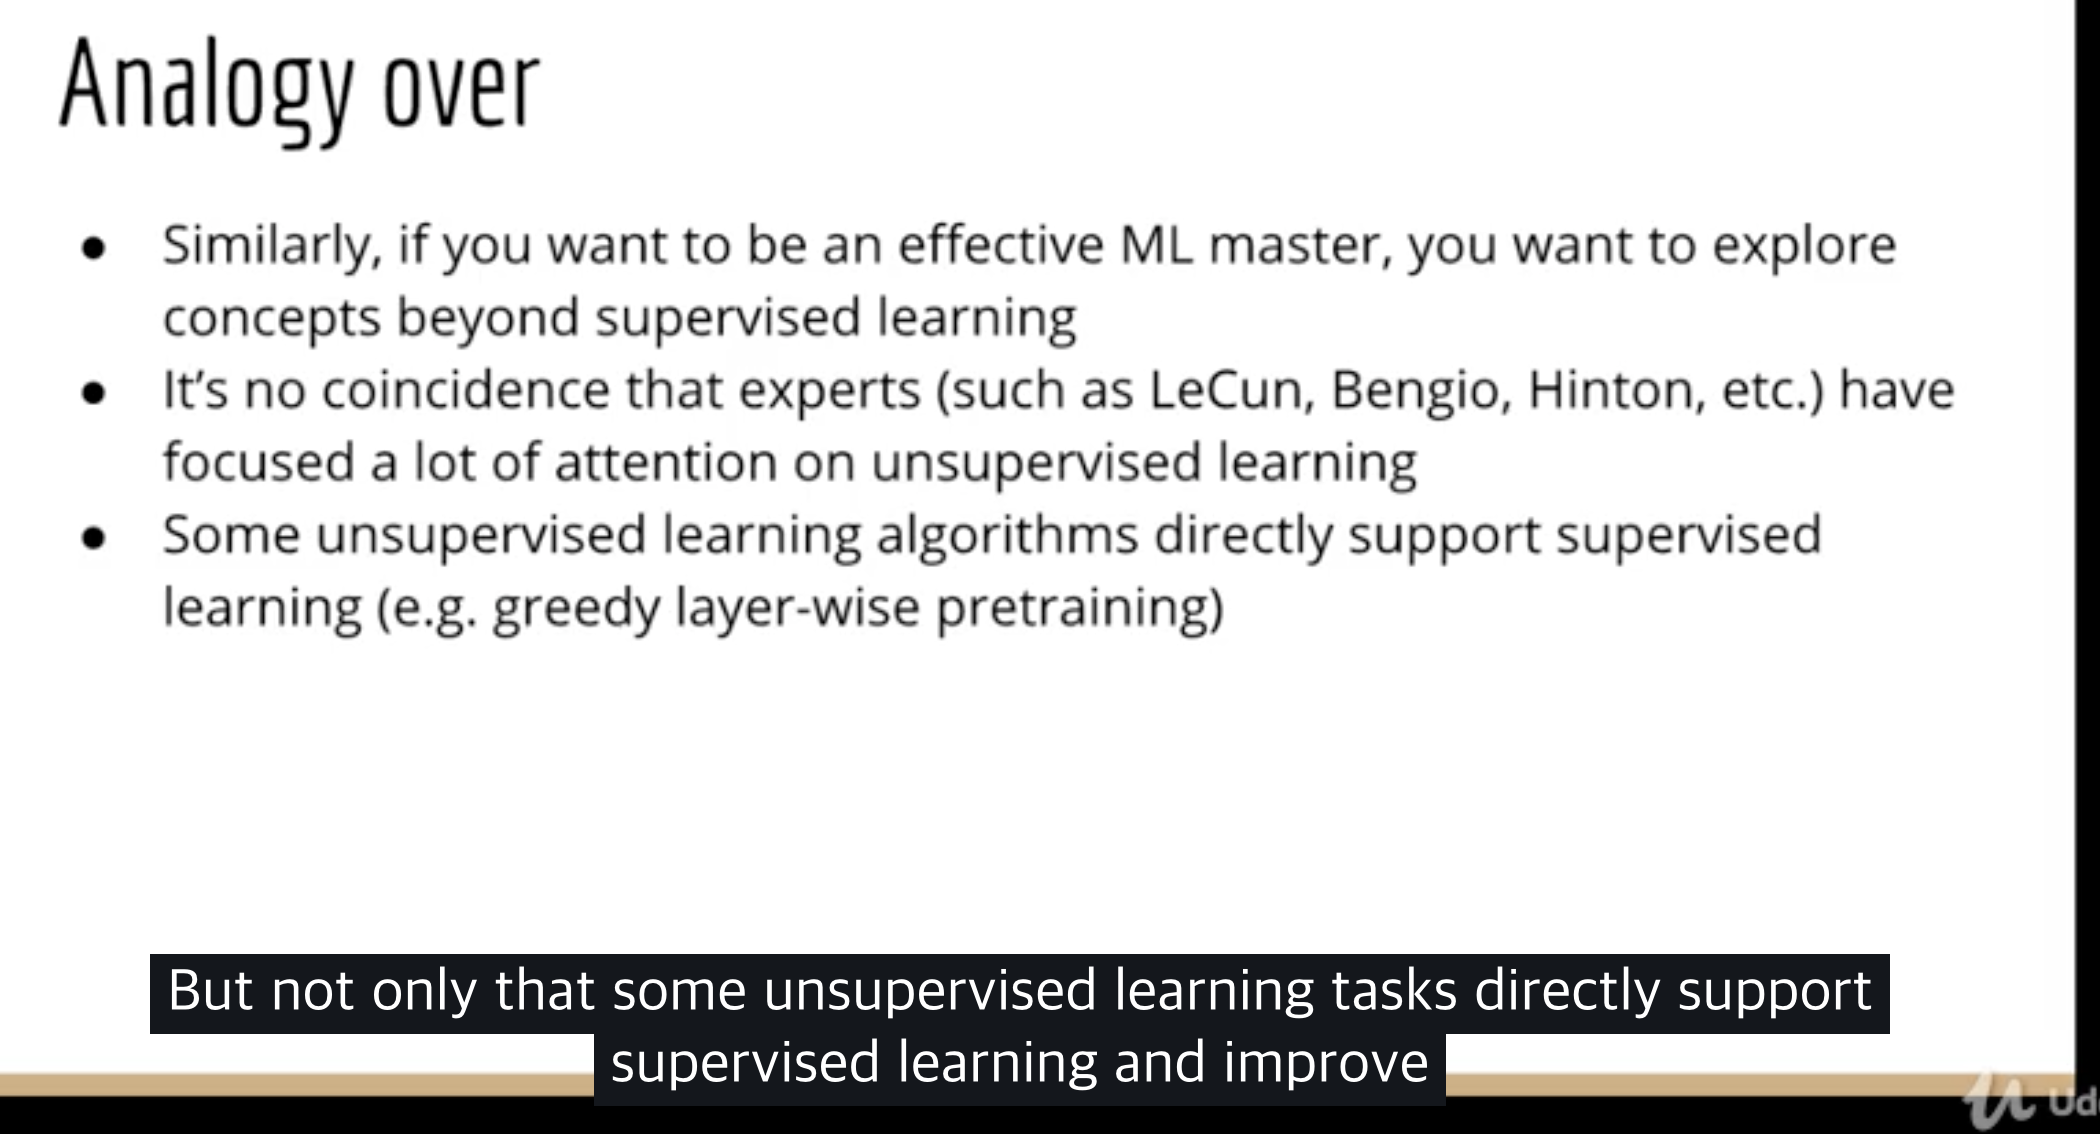 Analogy over
● Similarly, if you want to be an effective ML master, you want to explore
concepts beyond supervised learning
● It's no coincidence that experts (such as LeCun, Bengio, Hinton, etc.) have
focused a lot of attention on unsupervised learning
● Some unsupervised learning algorithms directly support supervised
learning (e.g. greedy layer-wise pretraining)
But not only that some unsupervised learning tasks directly support
supervised learning and improve